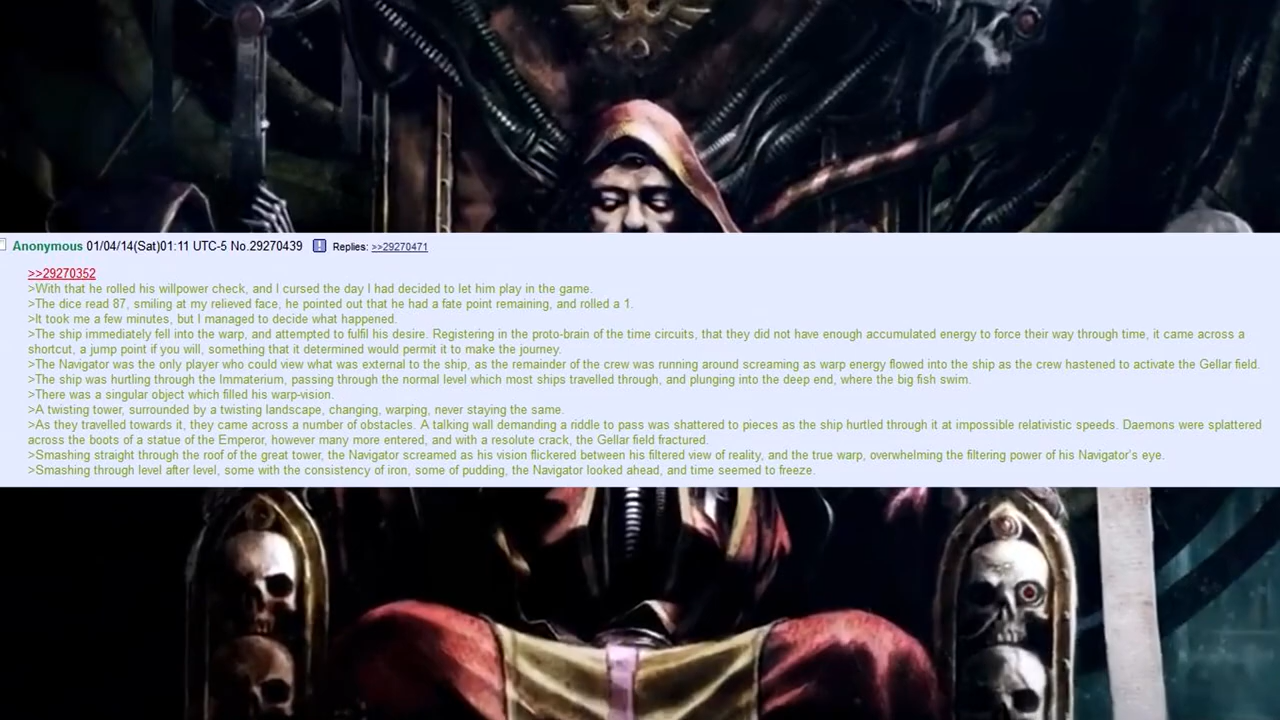 Anonymous 01/04/14(Sat)01:11 UTC-5 No.29270439 ! Replies: >>29270471
>>29270352
>With that he rolled his willpower check, and I cursed the day I had decided to let him play in the game.
>The dice read 87, smiling at my relieved face, he pointed out that he had a fate point remaining, and rolled a 1.
>It took me a few minutes, but I managed to decide what happened.
>The ship immediately fell into the warp, and attempted to fulfil his desire. Registering in the proto-brain of the time circuits, that they did not have enough accumulated energy to force their way through time, it came across a
shortcut, a jump point if you will, something that it determined would permit it to make the journey.
>The Navigator was the only player who could view what was external to the ship, as the remainder of the crew was running around screaming as warp energy flowed into the ship as the crew hastened to activate the Gellar field.
>The ship was hurtling through the Immaterium, passing through the normal level which most ships travelled through, and plunging into the deep end, where the big fish swim.
>There was a singular object which filled his warp-vision.
>A twisting tower, surrounded by a twisting landscape, changing, warping, never staying the same.
>As they travelled towards it, they came across a number of obstacles. A talking wall demanding a riddle to pass was shattered to pieces as the ship hurtled through it at impossible relativistic speeds. Daemons were splattered
across the boots of a statue of the Emperor, however many more entered, and with a resolute crack, the Gellar field fractured.
>Smashing straight through the roof of the great tower, the Navigator screamed as his vision flickered between his filtered view of reality, and the true warp, overwhelming the filtering power of his Navigator's eye.
>Smashing through level after level, some with the consistency of iron, some of pudding, the Navigator looked ahead, and time seemed to freeze.